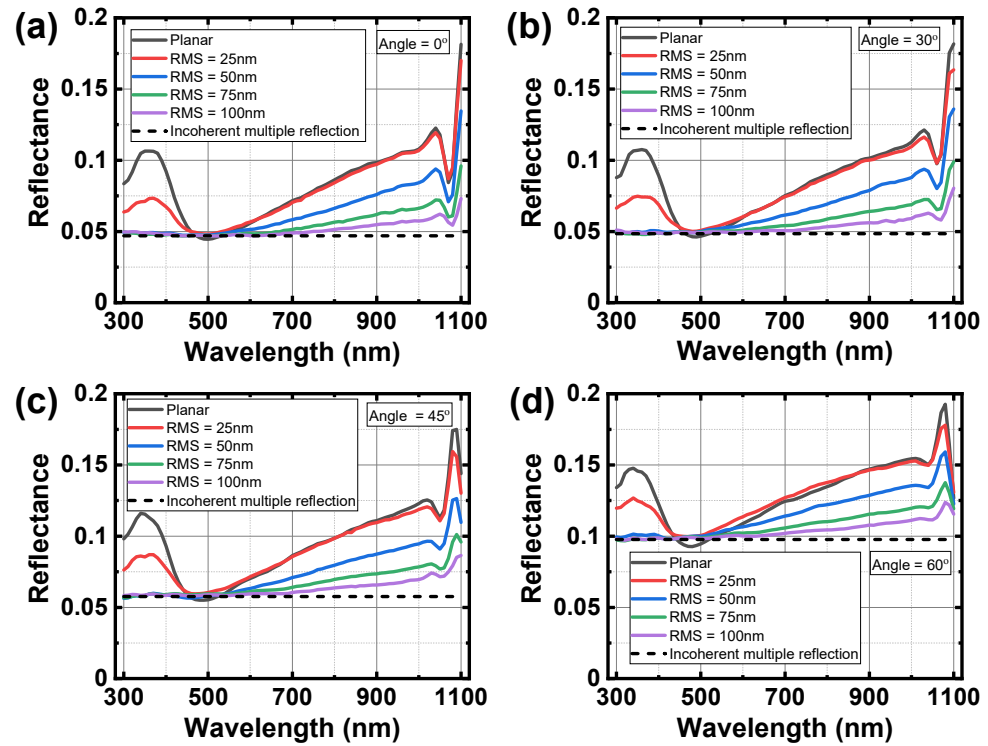 (a)
Planar
RMS = 25nm
RMS = 50nm
RMS = 75nm
RMS = 100nm
Incoherent multiple reflection
Angle = 0º
0.2
0.15
0.1
0.05
0
Reflectance
300 500 700 900 1100
Wavelength (nm)
(b)
Planar
RMS = 25nm
RMS = 50nm
RMS = 75nm
RMS = 100nm
Incoherent multiple reflection
Angle = 30º
0.2
0.15
0.1
0.05
0
Reflectance
300 500 700 900 1100
Wavelength (nm)
(c)
Planar
RMS = 25nm
RMS = 50nm
RMS = 75nm
RMS = 100nm
Incoherent multiple reflection
Angle = 45º
0.2
0.15
0.1
0.05
0
Reflectance
300 500 700 900 1100
Wavelength (nm)
(d)
0.2
0.15
0.1
0.05
0
Reflectance
Angle = 60º
Planar
RMS = 25nm
RMS = 50nm
RMS = 75nm
RMS = 100nm
Incoherent multiple reflection
300 500 700 900 1100
Wavelength (nm)